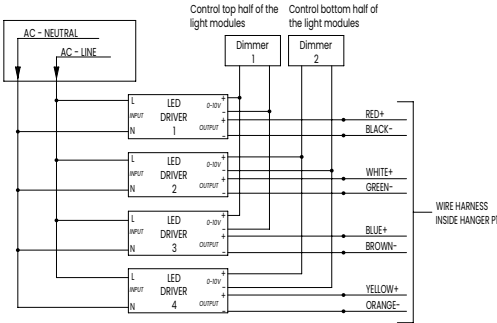 Control top half of the
light modules
Control bottom half of
the light modules
AC - NEUTRAL
AC - LINE
Dimmer
1
Dimmer
2
L
INPUT
N
LED
DRIVER
1
0-10V
OUTPUT
+
-
+
-
RED+
BLACK-
L
INPUT
N
LED
DRIVER
2
0-10V
OUTPUT
+
-
+
-
WHITE+
GREEN-
WIRE HARNESS
INSIDE HANGER
L
INPUT
N
LED
DRIVER
3
0-10V
OUTPUT
+
-
+
-
BLUE+
BROWN-
L
INPUT
N
LED
DRIVER
4
0-10V
OUTPUT
+
-
+
-
YELLOW+
ORANGE-